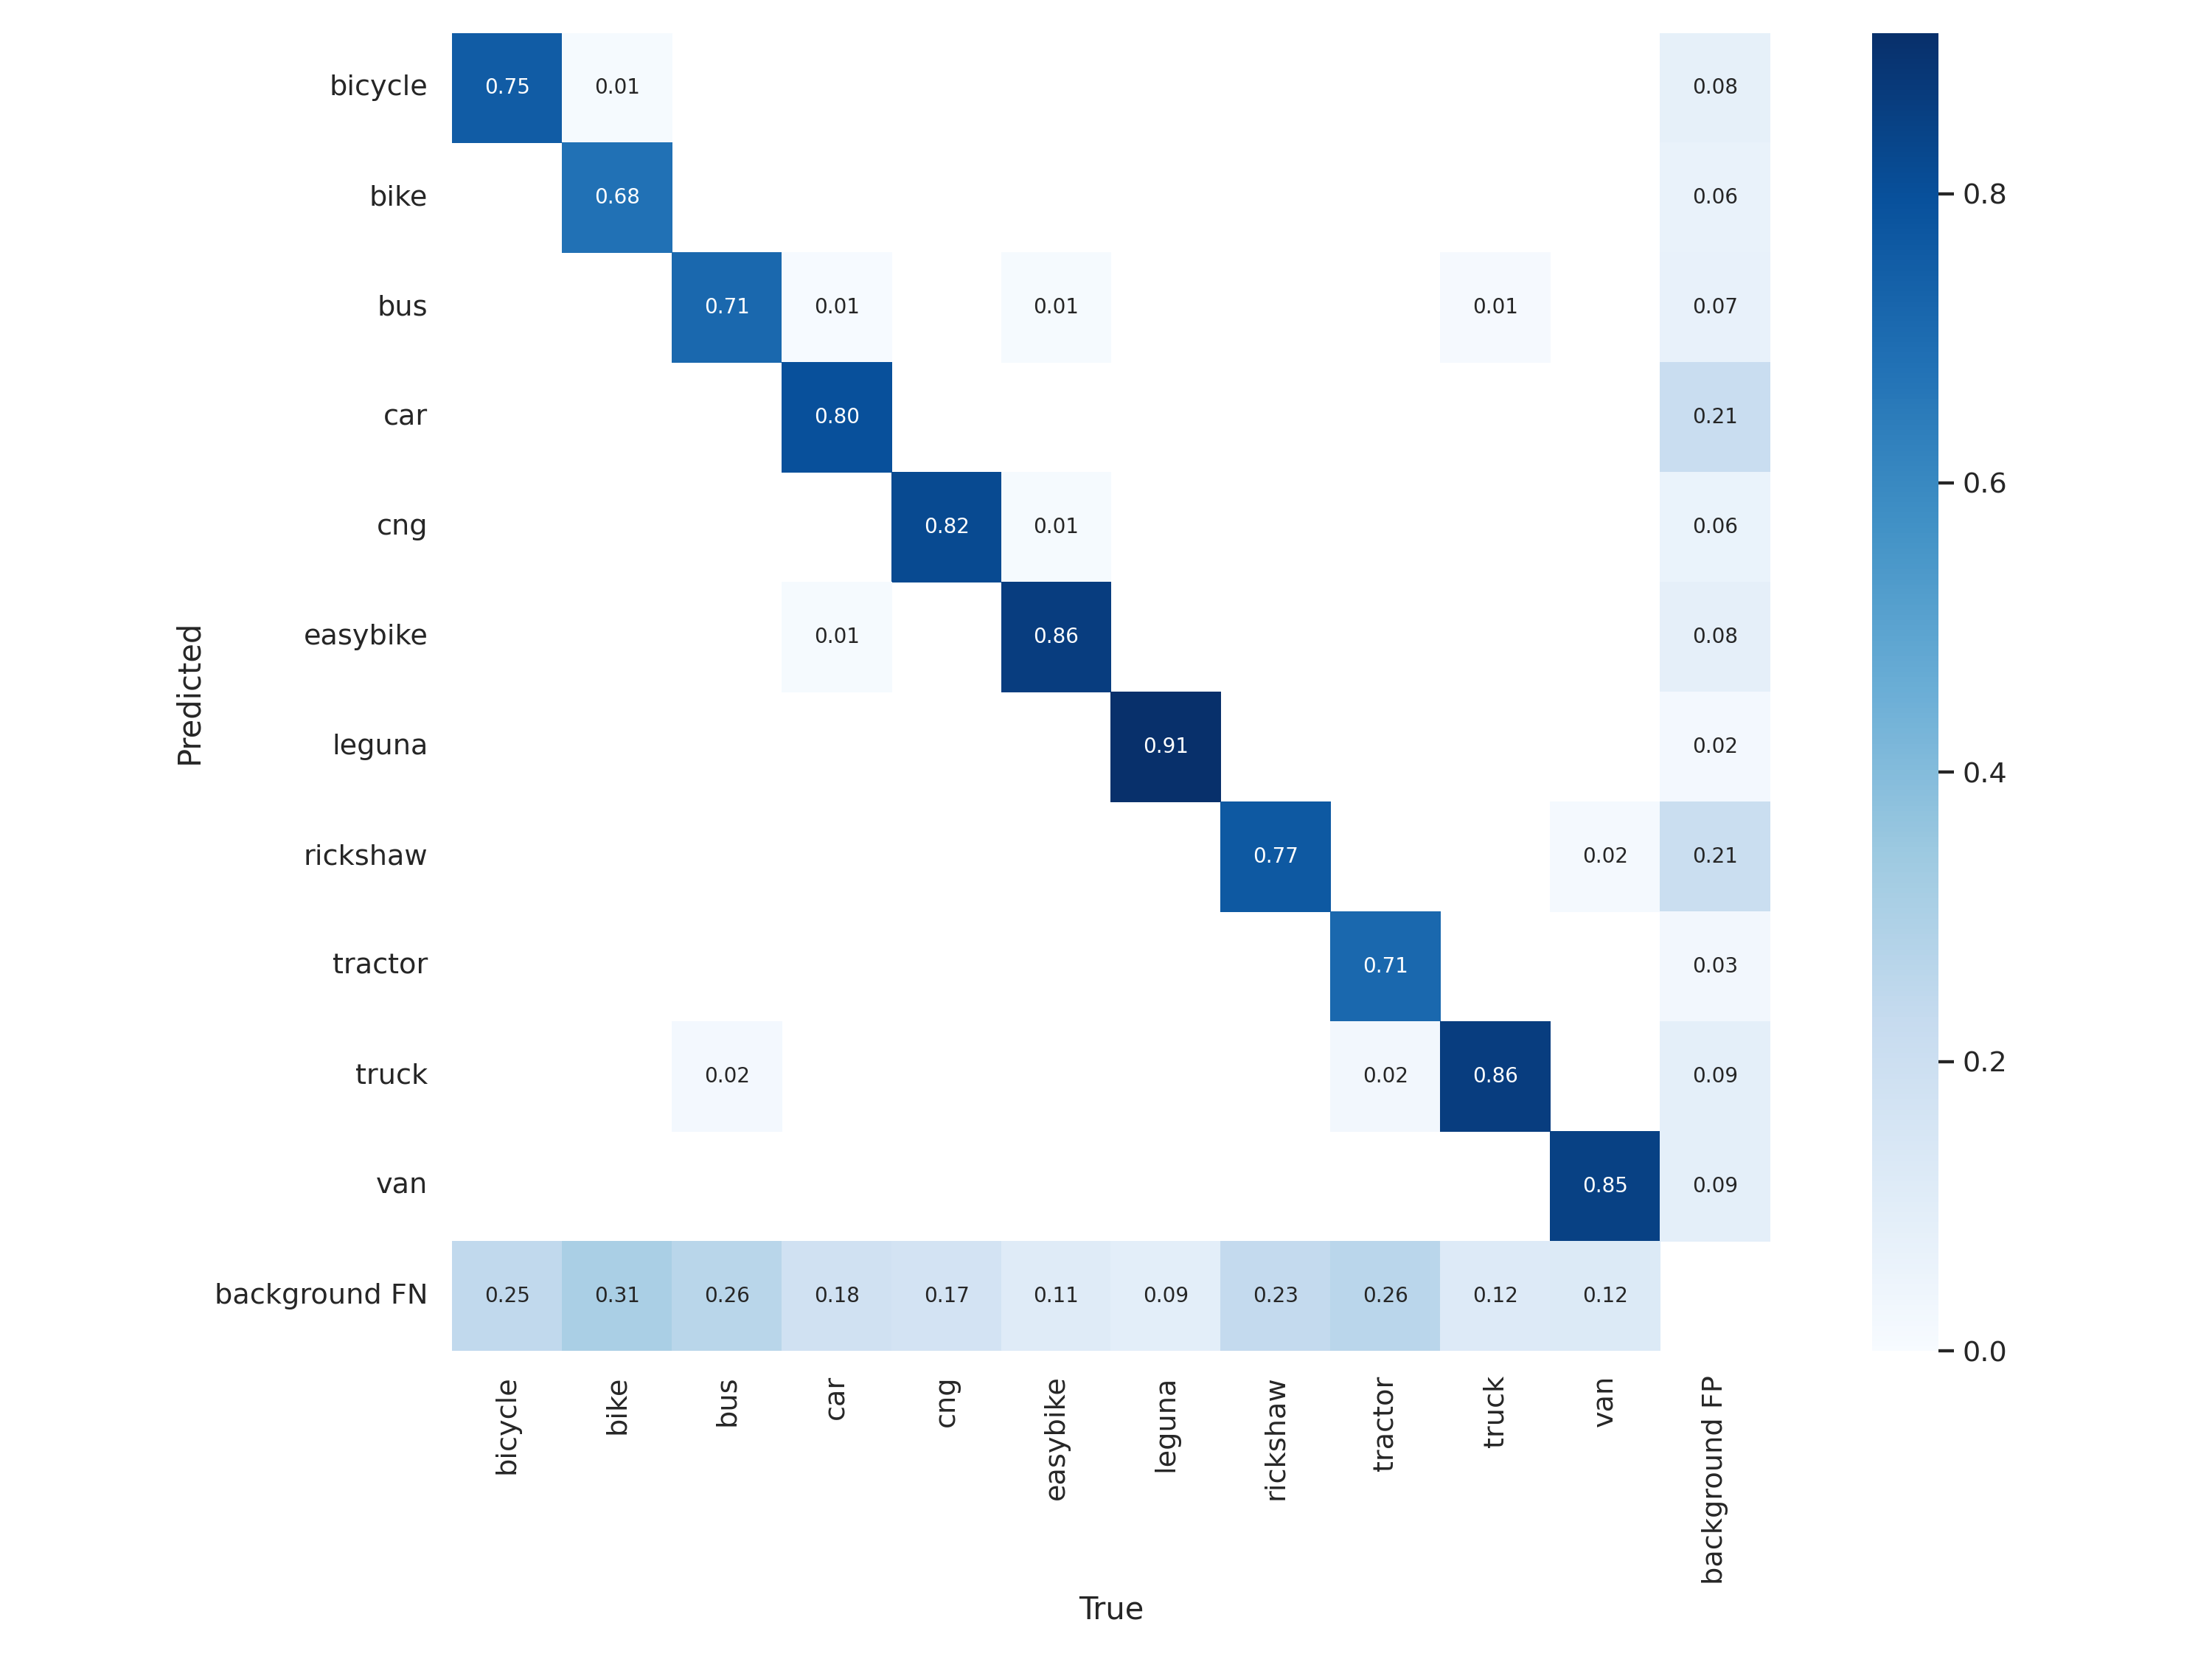 bicycle 0.75 0.01 0.08
0.8
bike 0.68 0.06
bus 0.71 0.01 0.01 0.01 0.07
car 0.80 0.21
0.6
cng 0.82 0.01 0.06
easybike 0.01 0.86 0.08
Predicted
leguna 0.91 0.02
0.4
rickshaw 0.77 0.02 0.21
tractor 0.71 0.03
0.2
truck 0.02 0.02 0.86 0.09
van 0.85 0.09
background FN 0.25 0.31 0.26 0.18 0.17 0.11 0.09 0.23 0.26 0.12 0.12
0.0
bicycle bike bus car cng easybike leguna rickshaw tractor truck van background FP
True